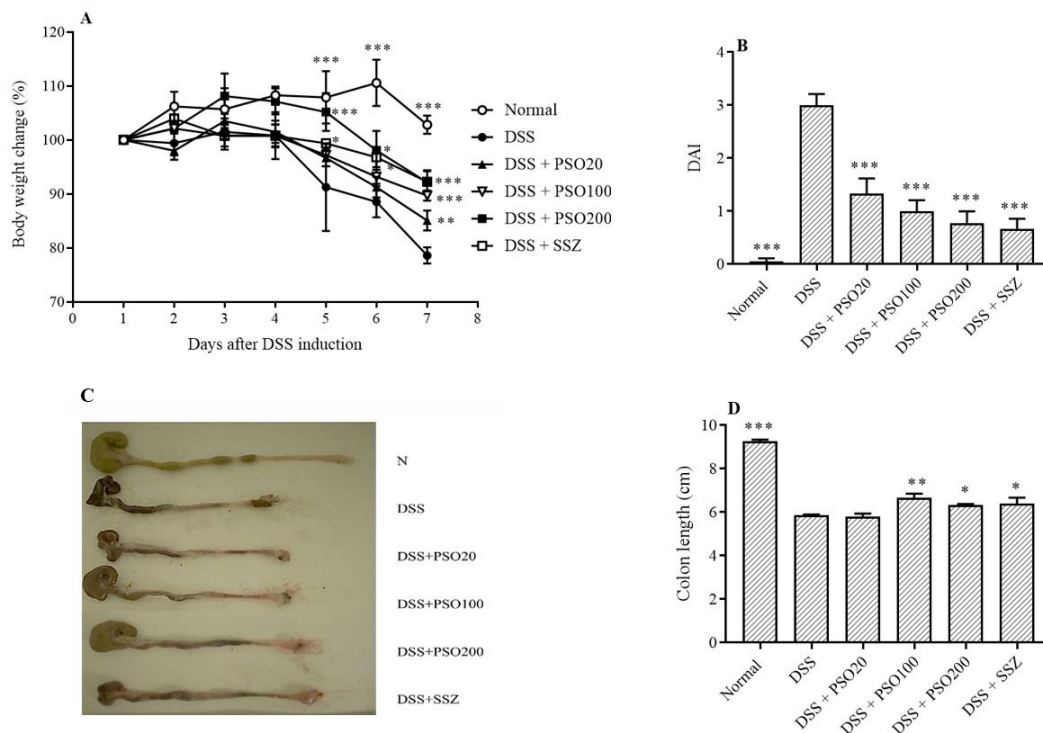 A
Body weight change (%)
120
110
100
90
80
70
0
1
2
3
4
5
6
7
8
Days after DSS induction
***
***
***
***
*
*
*
***
***
**
Normal
DSS
DSS + PSO20
DSS + PSO100
DSS + PSO200
DSS + SSZ
B
DAI
4
3
2
1
0
***
***
***
***
***
Normal
DSS
DSS + PSO20
DSS + PSO100
DSS + PSO200
DSS + SSZ
C
N
DSS
DSS+PSO20
DSS+PSO100
DSS+PSO200
DSS+SSZ
D
Colon length (cm)
10
8
6
4
2
0
***
**
*
*
Normal
DSS
DSS + PSO20
DSS + PSO100
DSS + PSO200
DSS + SSZ